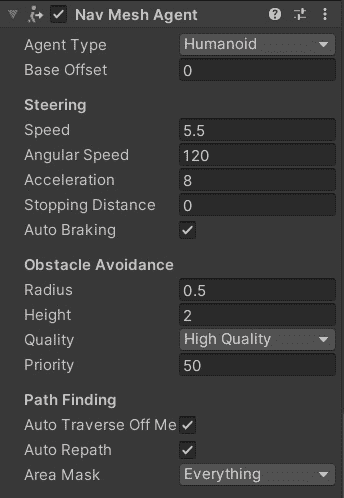 Nav Mesh Agent
Agent Type Humanoid
Base Offset 0
Steering
Speed 5.5
Angular Speed 120
Acceleration 8
Stopping Distance 0
Auto Braking
Obstacle Avoidance
Radius 0.5
Height 2
Quality High Quality
Priority 50
Path Finding
Auto Traverse Off Me
Auto Repath
Area Mask Everything